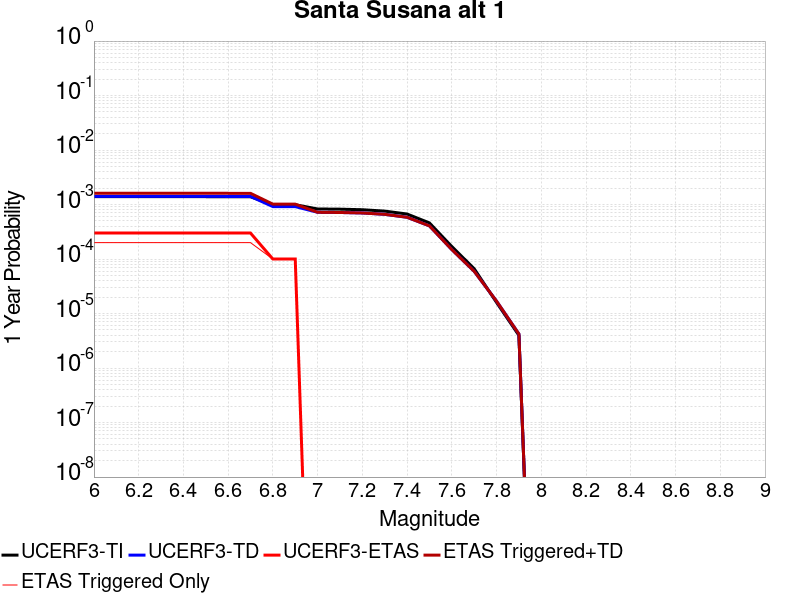 Santa Susana alt 1
10^0
10^-1
10^-2
10^-3
10^-4
10^-5
10^-6
10^-7
10^-8
1 Year Probability
6 6.2 6.4 6.6 6.8 7 7.2 7.4 7.6 7.8 8 8.2 8.4 8.6 8.8 9
Magnitude
UCERF3-TI UCERF3-TD UCERF3-ETAS ETAS Triggered+TD
ETAS Triggered Only